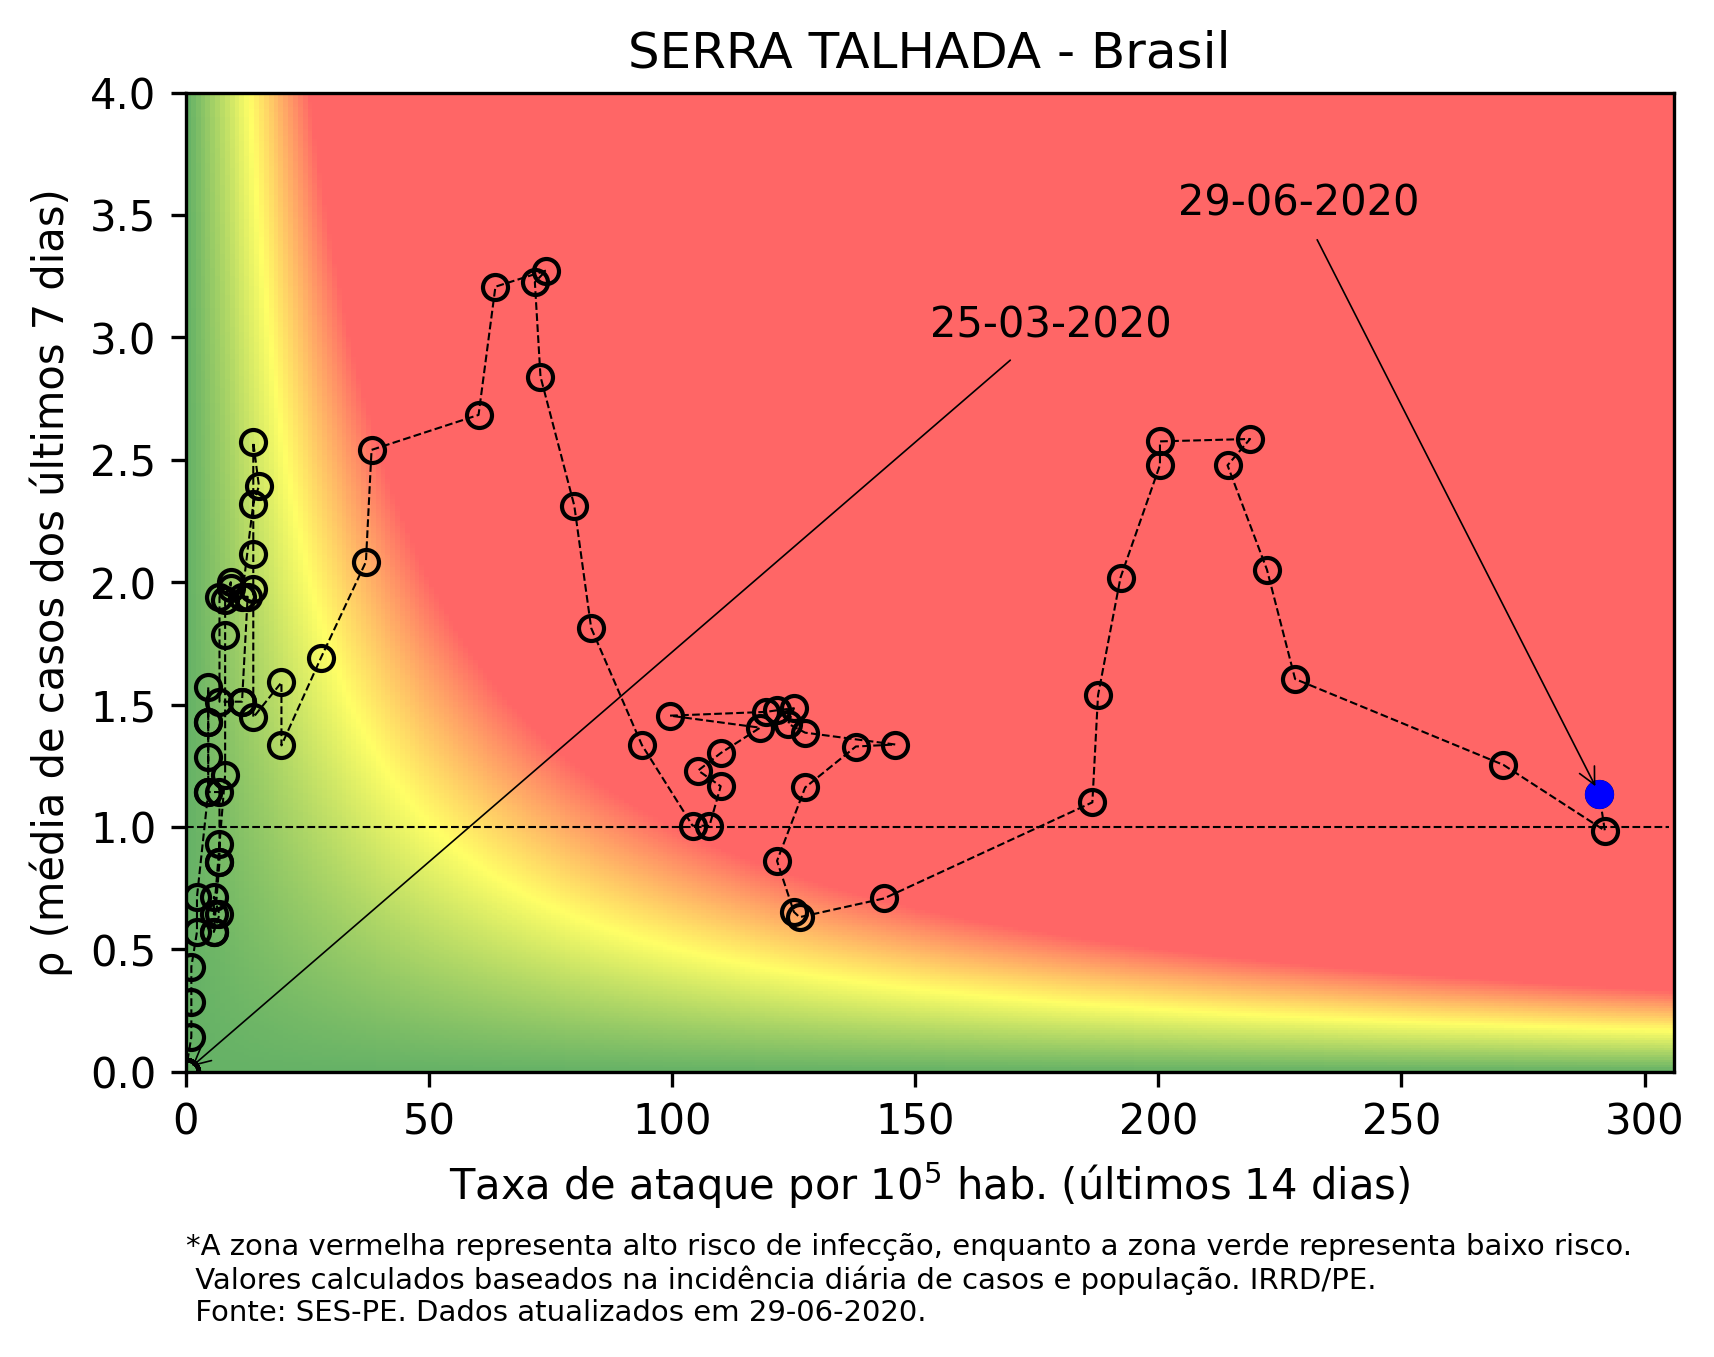 SERRA TALHADA - Brasil
4.0
3.5
3.0
2.5
2.0
1.5
1.0
0.5
0.0
ρ (média de casos dos últimos 7 dias)
29-06-2020
25-03-2020
0 50 100 150 200 250 300
Taxa de ataque por 10⁵ hab. (últimos 14 dias)
*A zona vermelha representa alto risco de infecção, enquanto a zona verde representa baixo risco.
Valores calculados baseados na incidência diária de casos e população. IRRD/PE.
Fonte: SES-PE. Dados atualizados em 29-06-2020.